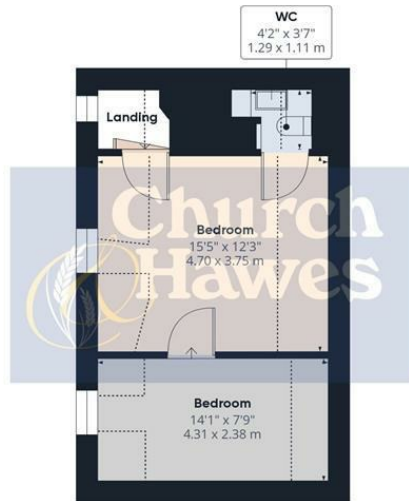 WC
4'2" x 3'7"
1.29 x 1.11 m
Landing
Church
Hawes
Bedroom
15'5" x 12'3"
4.70 x 3.75 m
Bedroom
14'1" x 7'9"
4.31 x 2.38 m